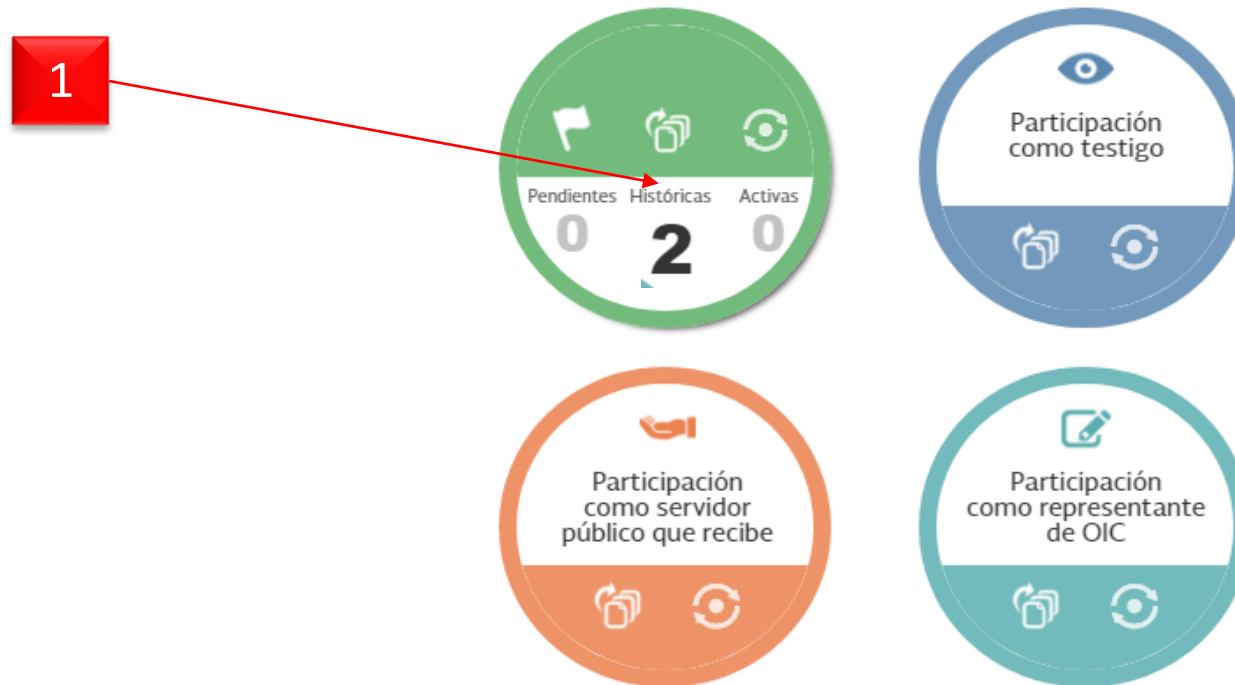 1
Pendientes Históricas Activas
0 2 0
Participación
como testigo
Participación
como servidor
público que recibe
Participación
como representante
de OIC